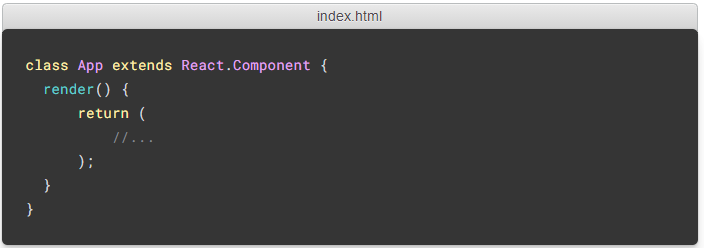 index.html
class App extends React.Component {
  render() {
      return (
          //...
      );
  }
}